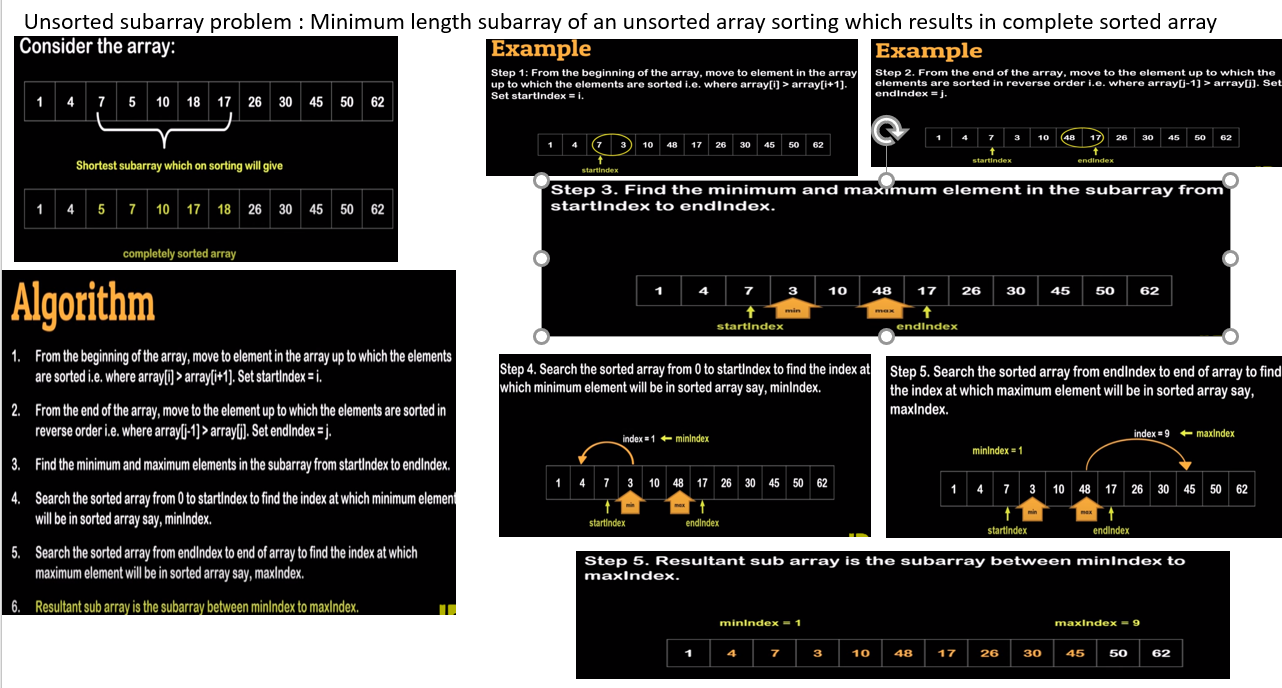 Unsorted subarray problem : Minimum length subarray of an unsorted array sorting which results in complete sorted array
Consider the array:
1 4 7 5 10 18 17 26 30 45 50 62
Shortest subarray which on sorting will give
1 4 5 7 10 17 18 26 30 45 50 62
completely sorted array
Example
Step 1: From the beginning of the array, move to element in the array
up to which the elements are sorted i.e. where array[i] > array[i+1].
Set startIndex = i.
1 4 7 3 10 48 17 26 30 45 50 62
startIndex
Example
Step 2. From the end of the array, move to the element up to which the
elements are sorted in reverse order i.e. where array[j-1] > array[j]. Set
endIndex = j.
1 4 7 3 10 48 17 26 30 45 50 62
startIndex endIndex
Step 3. Find the minimum and maximum element in the subarray from
startIndex to endIndex.
1 4 7 3 10 48 17 26 30 45 50 62
min max
startIndex endIndex
Algorithm
1. From the beginning of the array, move to element in the array up to which the elements
are sorted i.e. where array[i] > array[i+1]. Set startIndex = i.
2. From the end of the array, move to the element up to which the elements are sorted in
reverse order i.e. where array[j-1] > array[j]. Set endIndex = j.
3. Find the minimum and maximum elements in the subarray from startIndex to endIndex.
4. Search the sorted array from 0 to startIndex to find the index at which minimum element
will be in sorted array say, minIndex.
5. Search the sorted array from endIndex to end of array to find the index at which
maximum element will be in sorted array say, maxIndex.
6. Resultant sub array is the subarray between minIndex to maxIndex.
Step 4. Search the sorted array from 0 to startIndex to find the index at
which minimum element will be in sorted array say, minIndex.
index = 1 minIndex
1 4 7 3 10 48 17 26 30 45 50 62
min max
startIndex endIndex
Step 5. Search the sorted array from endIndex to end of array to find
the index at which maximum element will be in sorted array say,
maxIndex.
index = 9 maxIndex
minIndex = 1
1 4 7 3 10 48 17 26 30 45 50 62
min max
startIndex endIndex
Step 5. Resultant sub array is the subarray between minIndex to
maxIndex.
minIndex = 1 maxIndex = 9
1 4 7 3 10 48 17 26 30 45 50 62